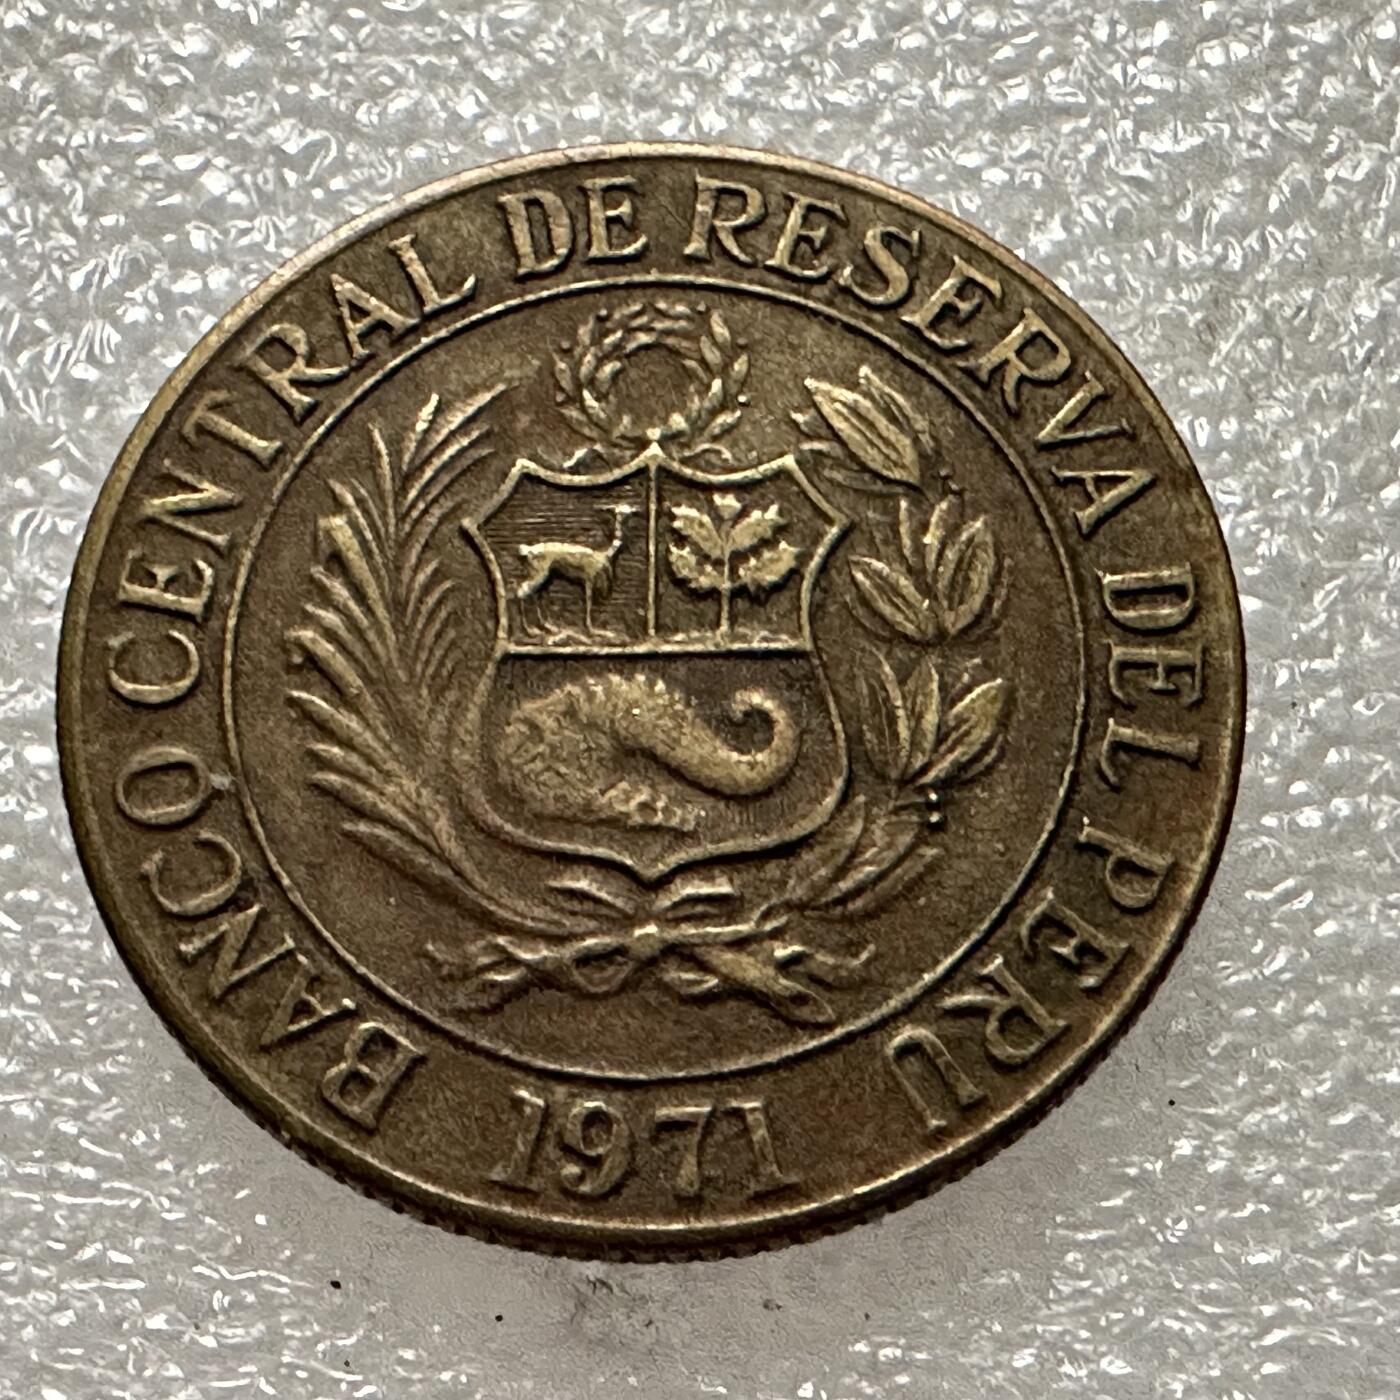 BANCO CENTRAL DE RESERVA DEL PERU
1971